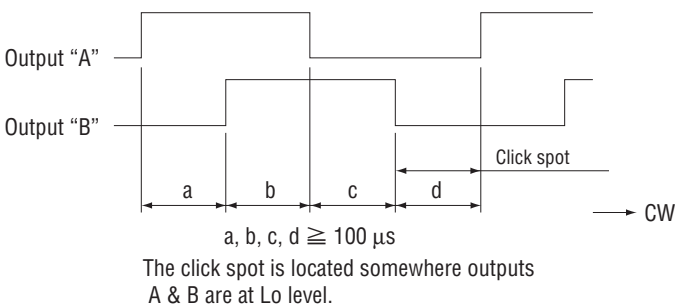 Output “A”
Output “B”
Click spot
a b c d
CW
a, b, c, d ≧ 100 μs
The click spot is located somewhere outputs
A & B are at Lo level.